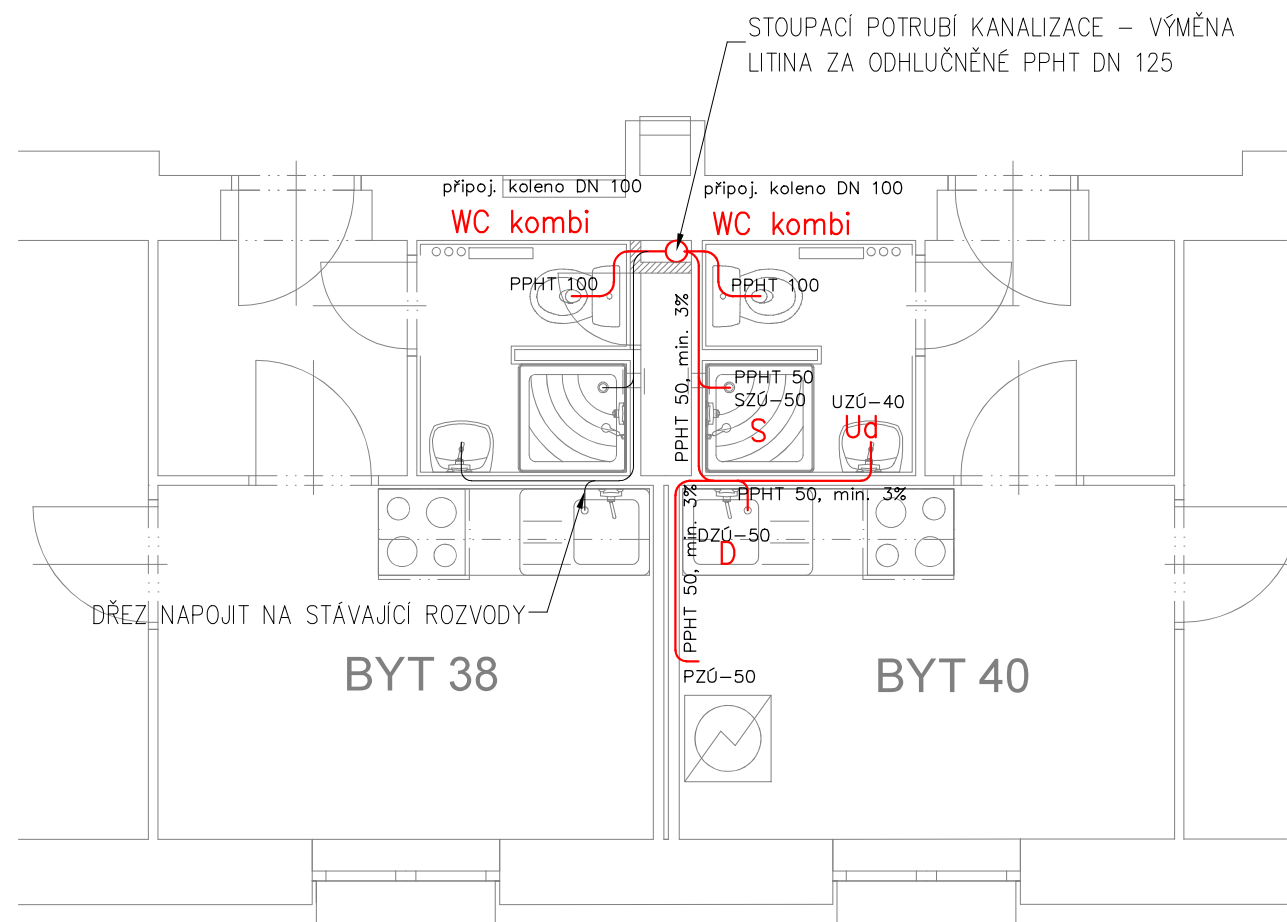 STOUPACÍ POTRUBÍ KANALIZACE – VÝMĚNA
LITINA ZA ODHLUČNĚNÉ PPHT DN 125
připoj. koleno DN 100
připoj. koleno DN 100
WC kombi
WC kombi
PPHT 100
PPHT 100
PPHT 50, min. 3%
PPHT 50
SZÚ-50
UZÚ-40
S
Ud
PPHT 50, min. 3%
PPHT 50, min. 3%
DZÚ-50
D
DŘEZ NAPOJIT NA STÁVAJÍCÍ ROZVODY
BYT 38
BYT 40
PZÚ-50